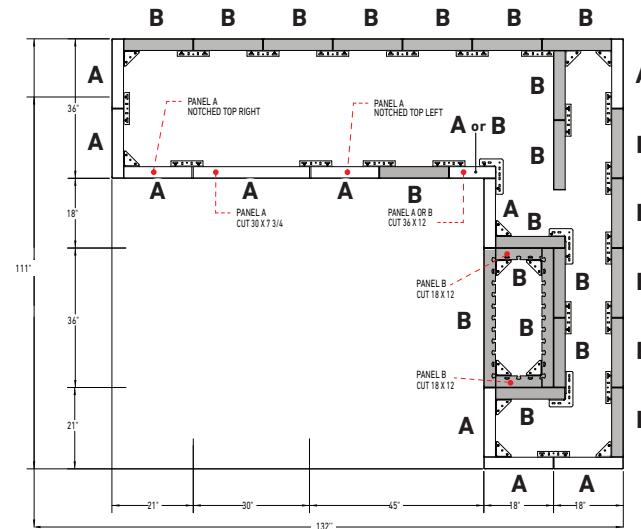 B B B B B B B
A
A
B
36"
PANEL A
NOTCHED TOP RIGHT
PANEL A
NOTCHED TOP LEFT
A or B
A
B
B
A A A B
18"
PANEL A
CUT 30 X 7 3/4
PANEL A OR B
CUT 36 X 12
A
B
B
111"
PANEL B
CUT 18 X 12
B
B
B
36"
B
B
B
B
PANEL B
CUT 18 X 12
21"
A
B
B
A A
21" 30" 45" 18" 18"
132"